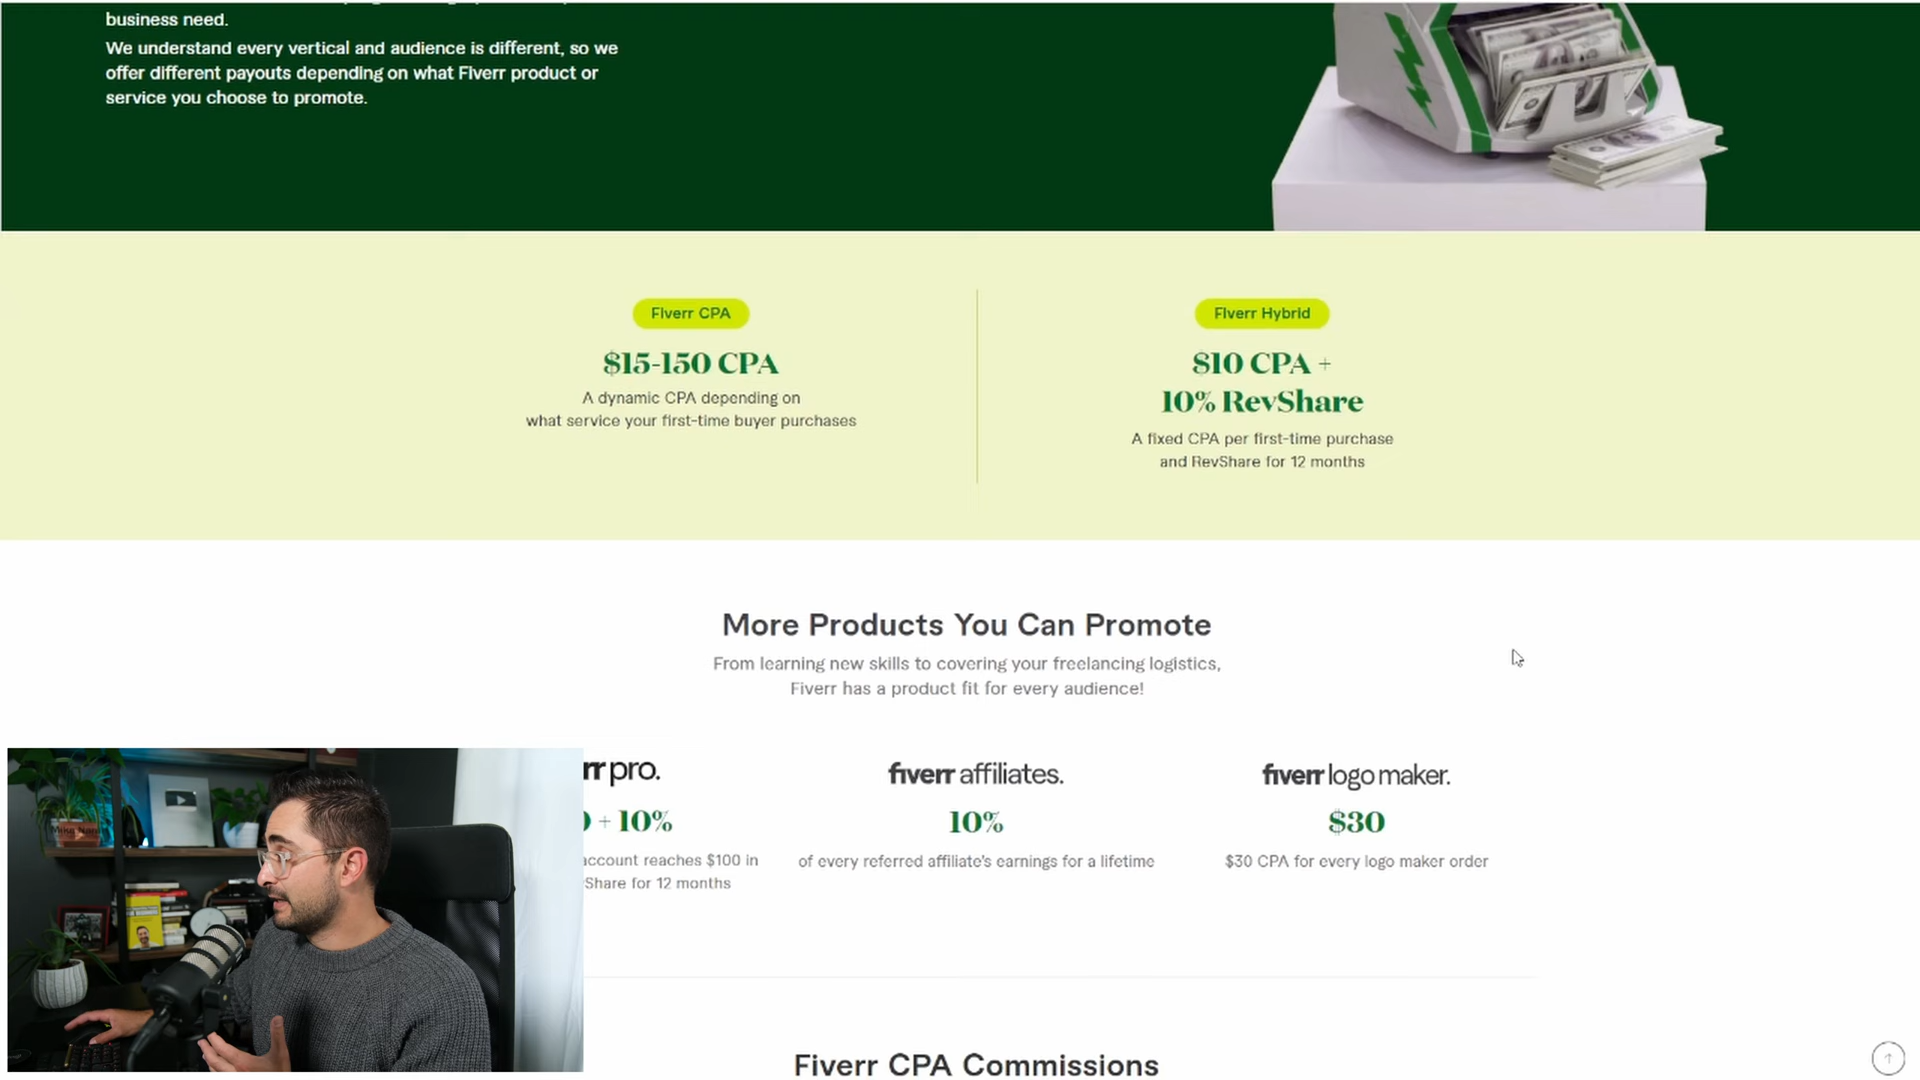 business need.
We understand every vertical and audience is different, so we
offer different payouts depending on what Fiverr product or
service you choose to promote.
Fiverr CPA
$15-150 CPA
A dynamic CPA depending on
what service your first-time buyer purchases
Fiverr Hybrid
$10 CPA +
10% RevShare
A fixed CPA per first-time purchase
and RevShare for 12 months
More Products You Can Promote
From learning new skills to covering your freelancing logistics,
Fiverr has a product fit for every audience!
rr pro.
+ 10%
account reaches $100 in
Share for 12 months
fiverr affiliates.
10%
of every referred affiliate's earnings for a lifetime
fiverr logo maker.
$30
$30 CPA for every logo maker order
Fiverr CPA Commissions